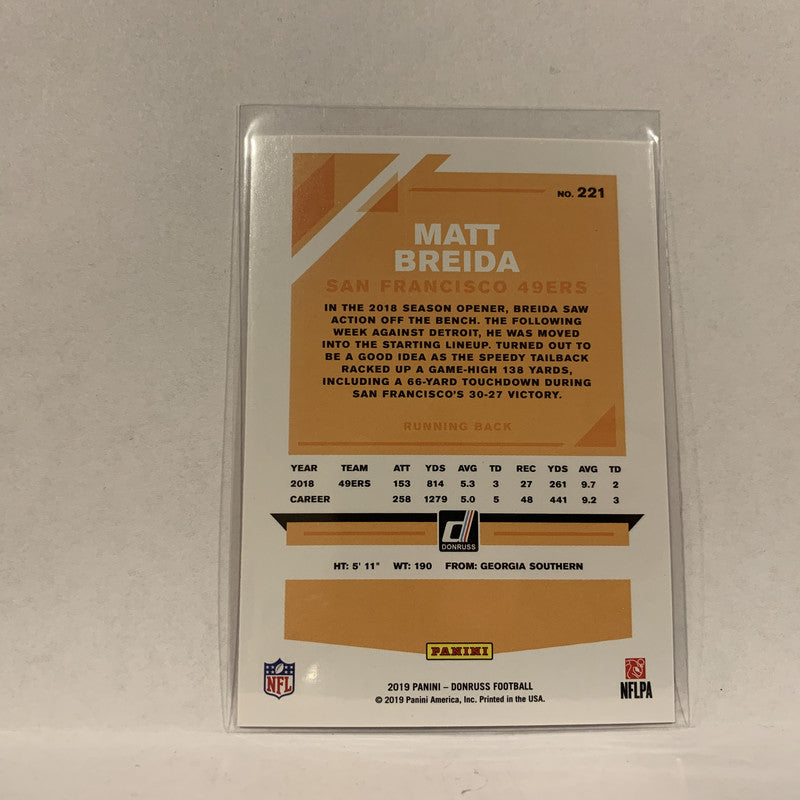 NO. 221
MATT
BREIDA
SAN FRANCISCO 49ERS
IN THE 2018 SEASON OPENER, BREIDA SAW
ACTION OFF THE BENCH. THE FOLLOWING
WEEK AGAINST DETROIT, HE WAS MOVED
INTO THE STARTING LINEUP. TURNED OUT TO
BE A GOOD IDEA AS THE SPEEDY TAILBACK
RACKED UP A GAME-HIGH 138 YARDS,
INCLUDING A 66-YARD TOUCHDOWN DURING
SAN FRANCISCO'S 30-27 VICTORY.
RUNNING BACK
YEAR TEAM ATT YDS AVG TD REC YDS AVG TD
2018 49ERS 153 814 5.3 3 27 261 9.7 2
CAREER 258 1279 5.0 5 48 441 9.2 3
d
DONRUSS
HT: 5' 11" WT: 190 FROM: GEORGIA SOUTHERN
PANINI
NFL
2019 PANINI – DONRUSS FOOTBALL
© 2019 Panini America, Inc. Printed in the USA.
NFLPA